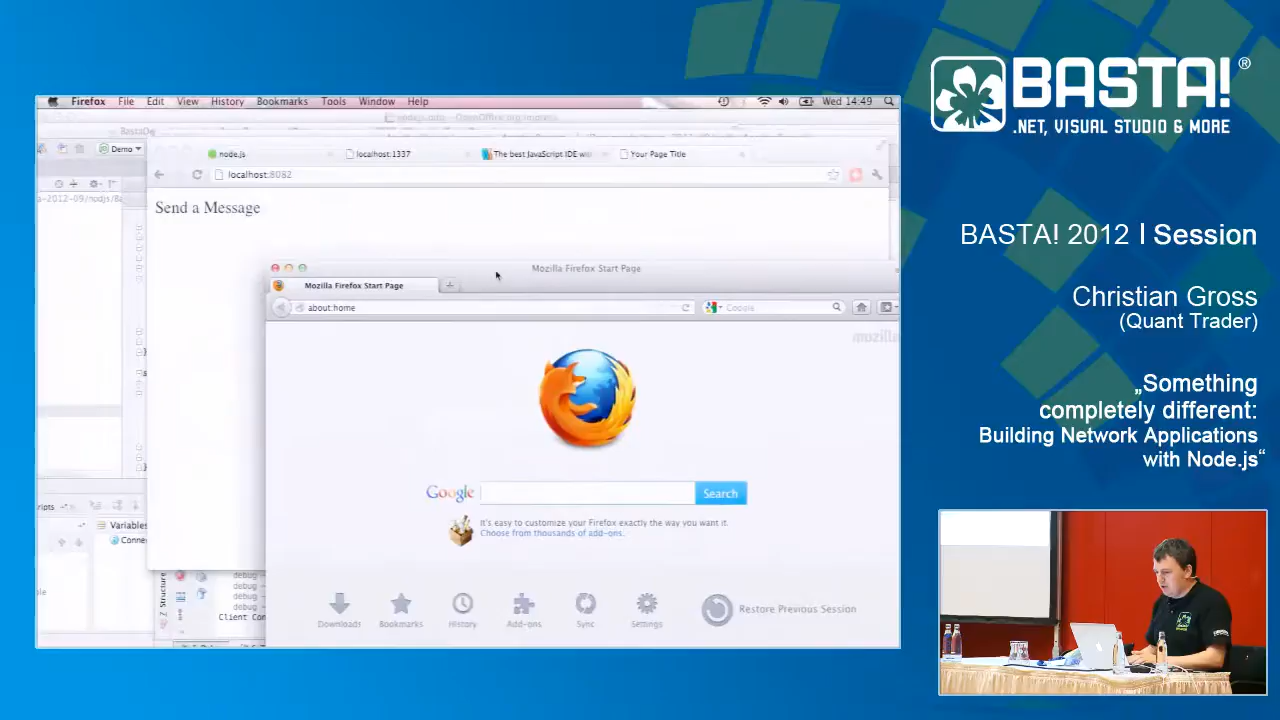 Firefox File Edit View History Bookmarks Tools Window Help
Wed 14:49
Demo
node.js
localhost:1337
The best JavaScript IDE wit
Your Page Title
localhost:8082
Send a Message
Mozilla Firefox Start Page
Mozilla Firefox Start Page
about:home
Google
mozilla
Google
Search
It's easy to customize your Firefox exactly the way you want it.
Choose from thousands of add-ons.
Downloads
Bookmarks
History
Add-ons
Sync
Settings
Restore Previous Session
Variables
Connec
Z: Structure
debug
debug
debug
debug
Client Con
BASTA!®
.NET, VISUAL STUDIO & MORE
BASTA! 2012 | Session
Christian Gross
(Quant Trader)
„Something
completely different:
Building Network Applications
with Node.js“